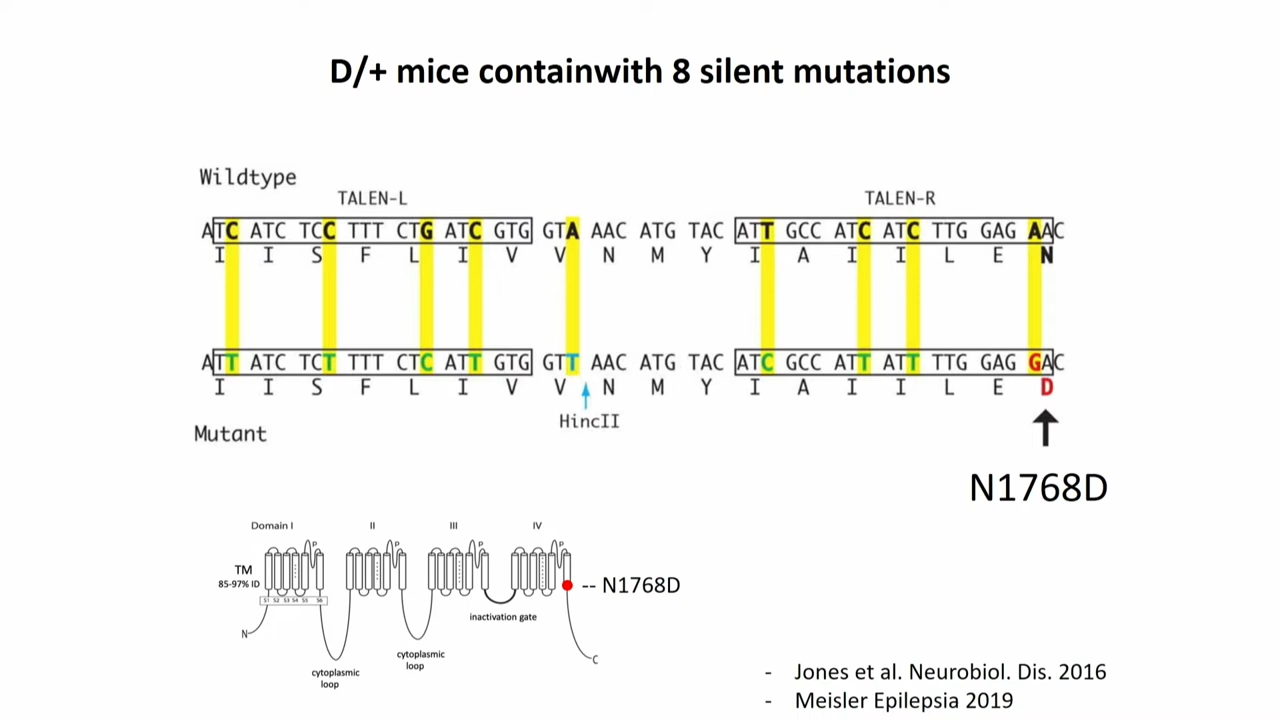 D/+ mice containwith 8 silent mutations
Wildtype
TALEN-L TALEN-R
ATC ATC TCC TTT CTG ATC GTG GTA AAC ATG TAC ATT GCC ATC ATC TTG GAG AAC
I I S F L I V V N M Y I A I I L E N
ATT ATC TCT TTT CTC ATT GTG GTT AAC ATG TAC ATC GCC ATT ATT TTG GAG GAC
I I S F L I V V N M Y I A I I L E D
HincII
Mutant
N1768D
Domain I II III IV
P P P P
TM
85-97% ID
-- N1768D
S1 S2 S3 S4 S5 S6
inactivation gate
N
cytoplasmic
loop
C
cytoplasmic
loop
- Jones et al. Neurobiol. Dis. 2016
- Meisler Epilepsia 2019